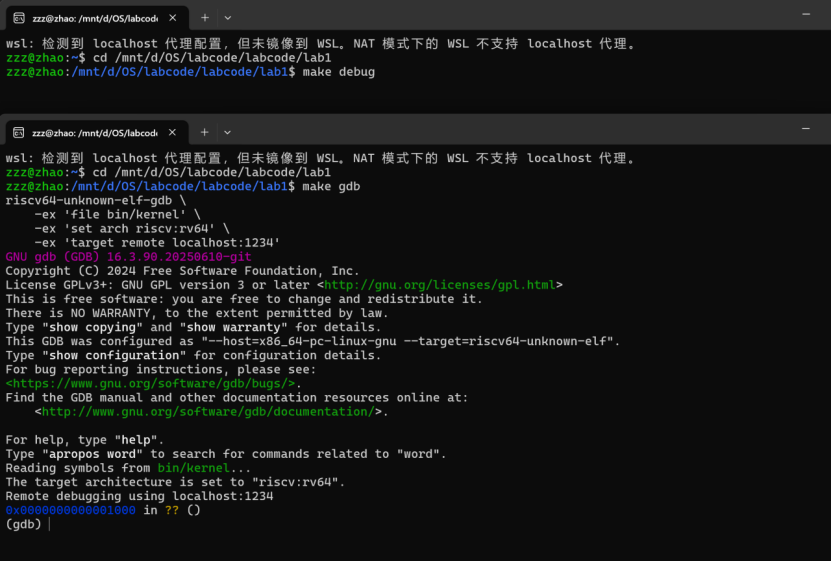 zzz@zhao: /mnt/d/OS/labcode
wsl: 检测到 localhost 代理配置，但未镜像到 WSL。NAT 模式下的 WSL 不支持 localhost 代理。
zzz@zhao:~$ cd /mnt/d/OS/labcode/labcode/lab1
zzz@zhao:/mnt/d/OS/labcode/labcode/lab1$ make debug
zzz@zhao: /mnt/d/OS/labcode
wsl: 检测到 localhost 代理配置，但未镜像到 WSL。NAT 模式下的 WSL 不支持 localhost 代理。
zzz@zhao:~$ cd /mnt/d/OS/labcode/labcode/lab1
zzz@zhao:/mnt/d/OS/labcode/labcode/lab1$ make gdb
riscv64-unknown-elf-gdb \
    -ex 'file bin/kernel' \
    -ex 'set arch riscv:rv64' \
    -ex 'target remote localhost:1234'
GNU gdb (GDB) 16.3.90.20250610-git
Copyright (C) 2024 Free Software Foundation, Inc.
License GPLv3+: GNU GPL version 3 or later <http://gnu.org/licenses/gpl.html>
This is free software: you are free to change and redistribute it.
There is NO WARRANTY, to the extent permitted by law.
Type "show copying" and "show warranty" for details.
This GDB was configured as "--host=x86_64-pc-linux-gnu --target=riscv64-unknown-elf".
Type "show configuration" for configuration details.
For bug reporting instructions, please see:
<https://www.gnu.org/software/gdb/bugs/>.
Find the GDB manual and other documentation resources online at:
    <http://www.gnu.org/software/gdb/documentation/>.

For help, type "help".
Type "apropos word" to search for commands related to "word".
Reading symbols from bin/kernel...
The target architecture is set to "riscv:rv64".
Remote debugging using localhost:1234
0x0000000000001000 in ?? ()
(gdb)